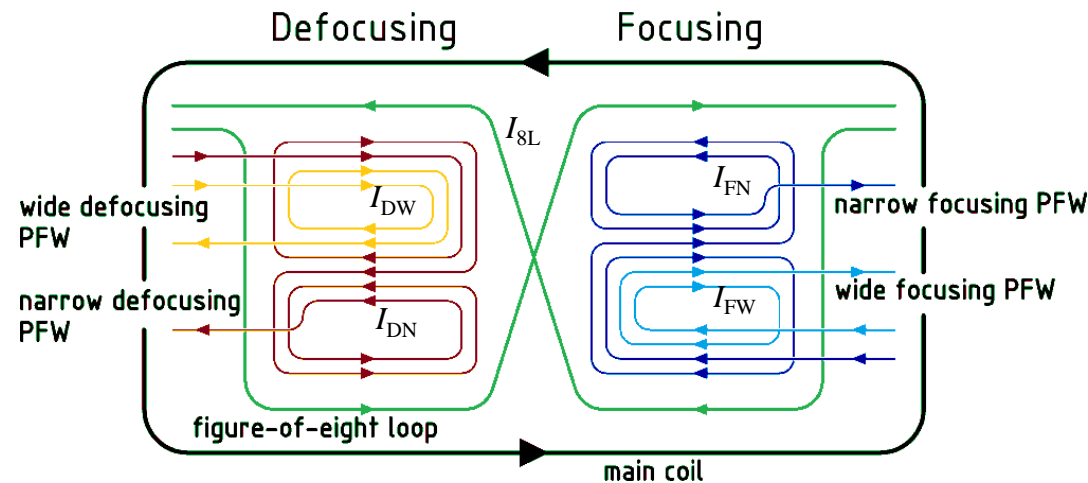 Defocusing
Focusing
I8L
IDW
IFN
wide defocusing
PFW
narrow focusing PFW
narrow defocusing
PFW
IDN
IFW
wide focusing PFW
figure-of-eight loop
main coil